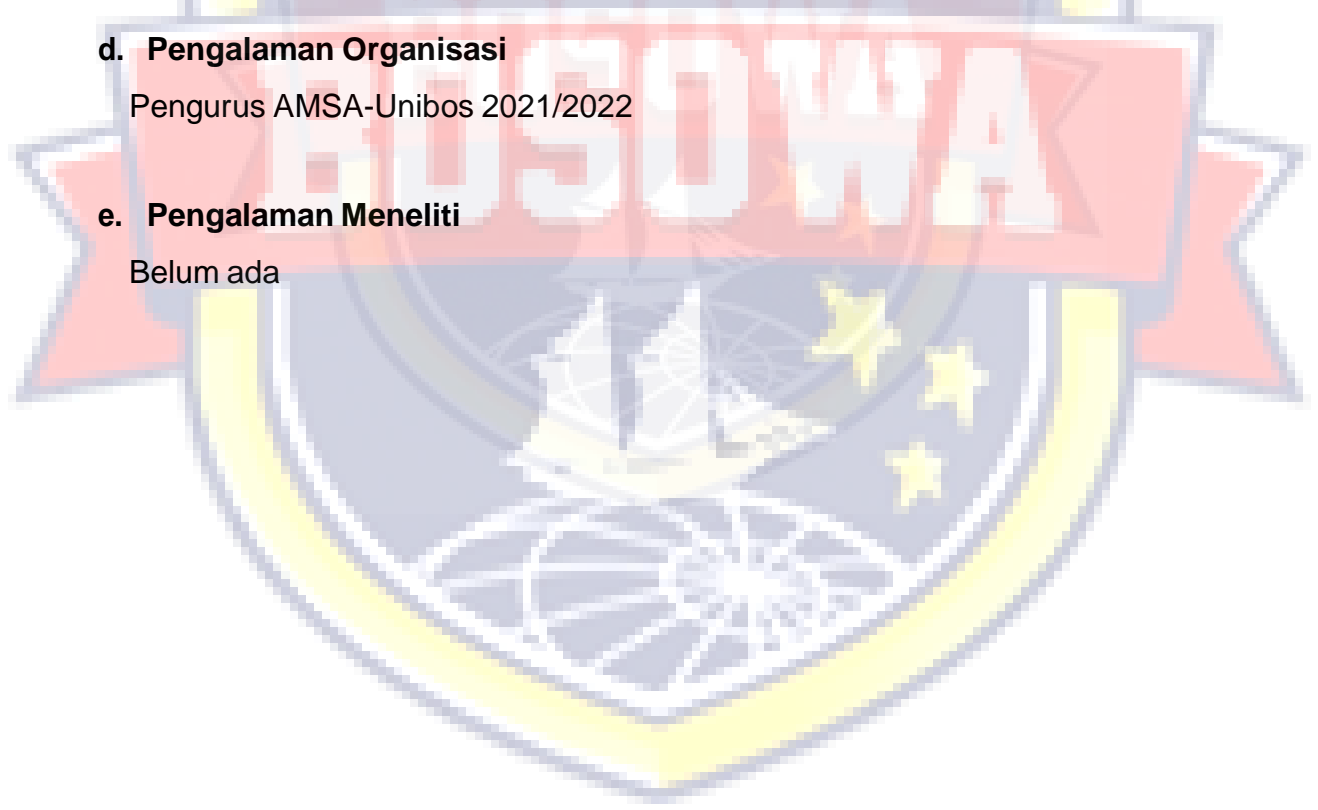 d. Pengalaman Organisasi
Pengurus AMSA-Unibos 2021/2022
BOSOWA
e. Pengalaman Meneliti
Belum ada